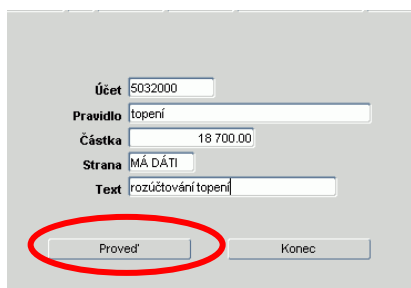 Účet 5032000
Pravidlo topení
Částka 18 700.00
Strana MÁ DÁTI
Text rozúčtování topení
Proveď Konec